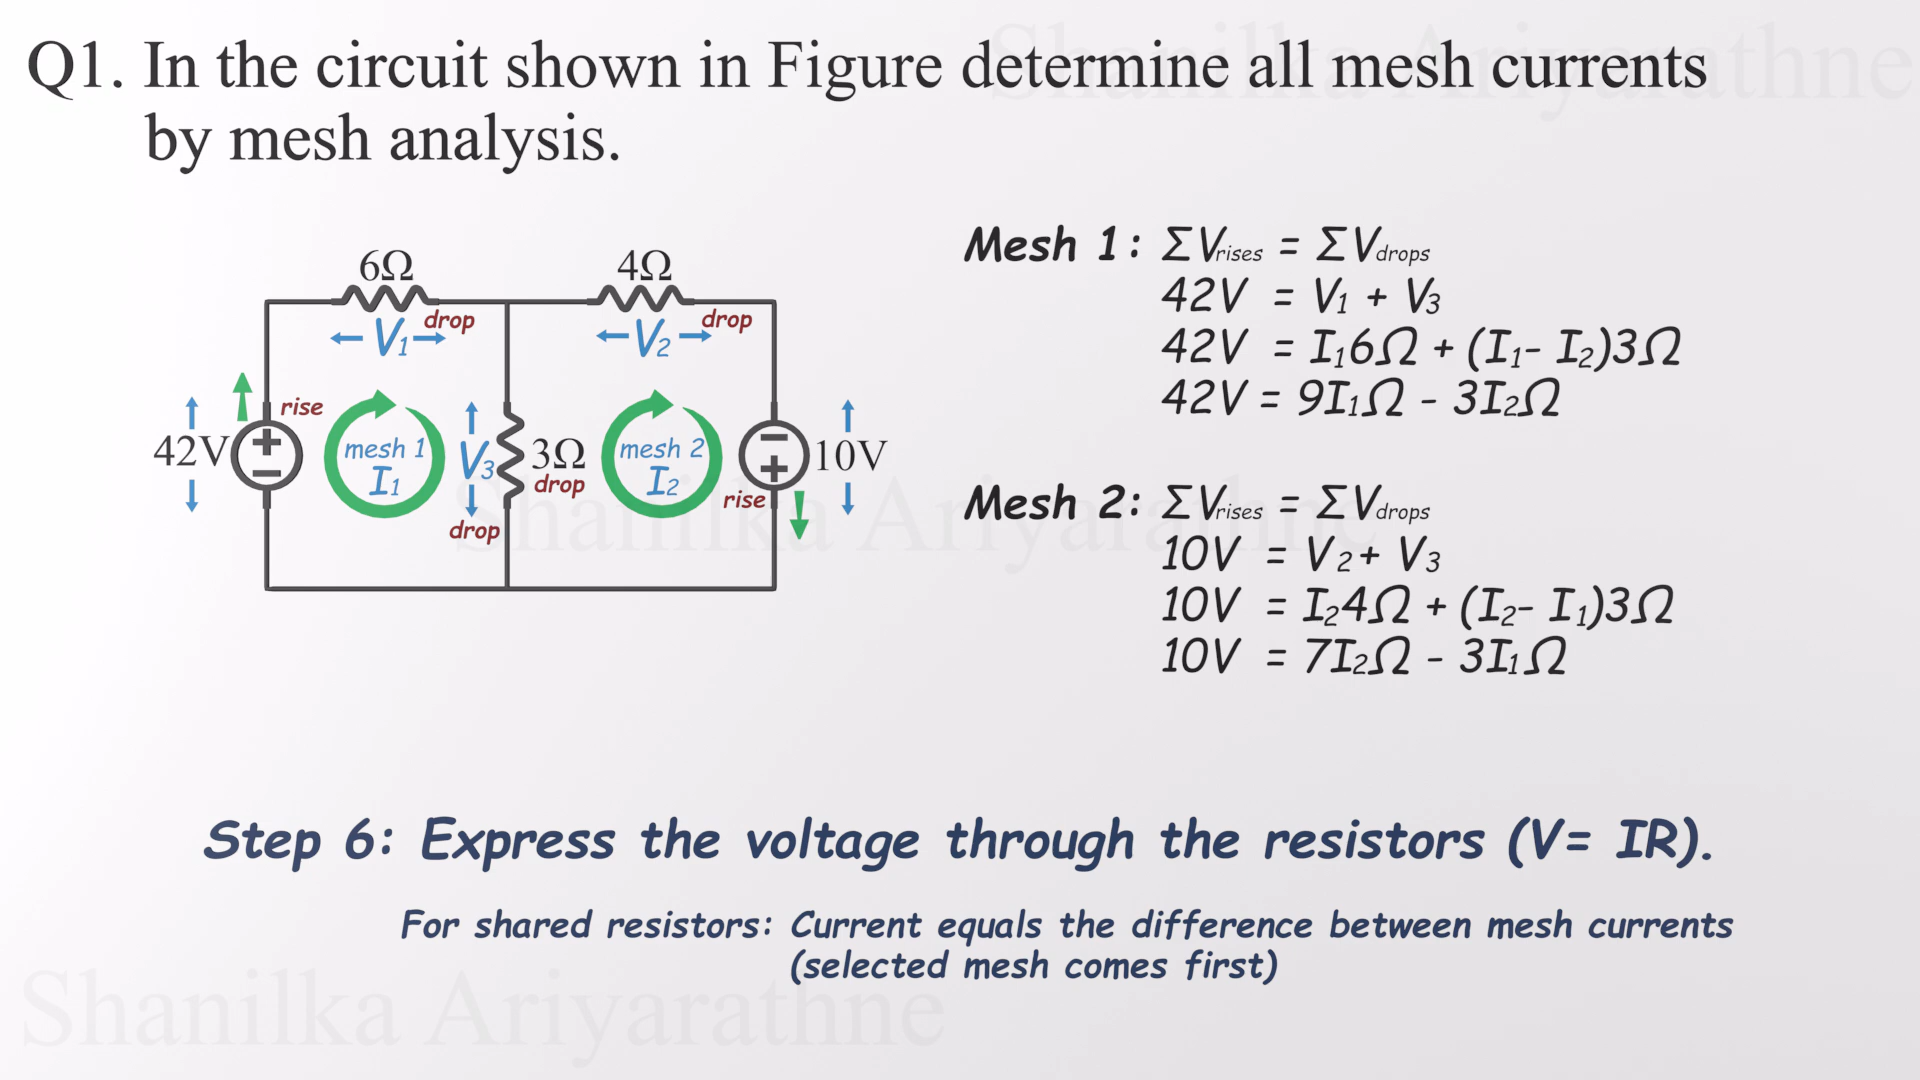 Q1. In the circuit shown in Figure determine all mesh currents
by mesh analysis.
6Ω
4Ω
drop
drop
V₁
V₂
rise
42V
mesh 1
I₁
V₃
3Ω
drop
mesh 2
I₂
10V
rise
drop
Mesh 1: ΣVrises = ΣVdrops
42V = V₁ + V₃
42V = I₁6Ω + (I₁- I₂)3Ω
42V = 9I₁Ω - 3I₂Ω
Mesh 2: ΣVrises = ΣVdrops
10V = V₂ + V₃
10V = I₂4Ω + (I₂- I₁)3Ω
10V = 7I₂Ω - 3I₁Ω
Step 6: Express the voltage through the resistors (V= IR).
For shared resistors: Current equals the difference between mesh currents
(selected mesh comes first)
Shanilka Ariyarathne
Shanilka Ariyarathne
Shanilka Ariyarathne